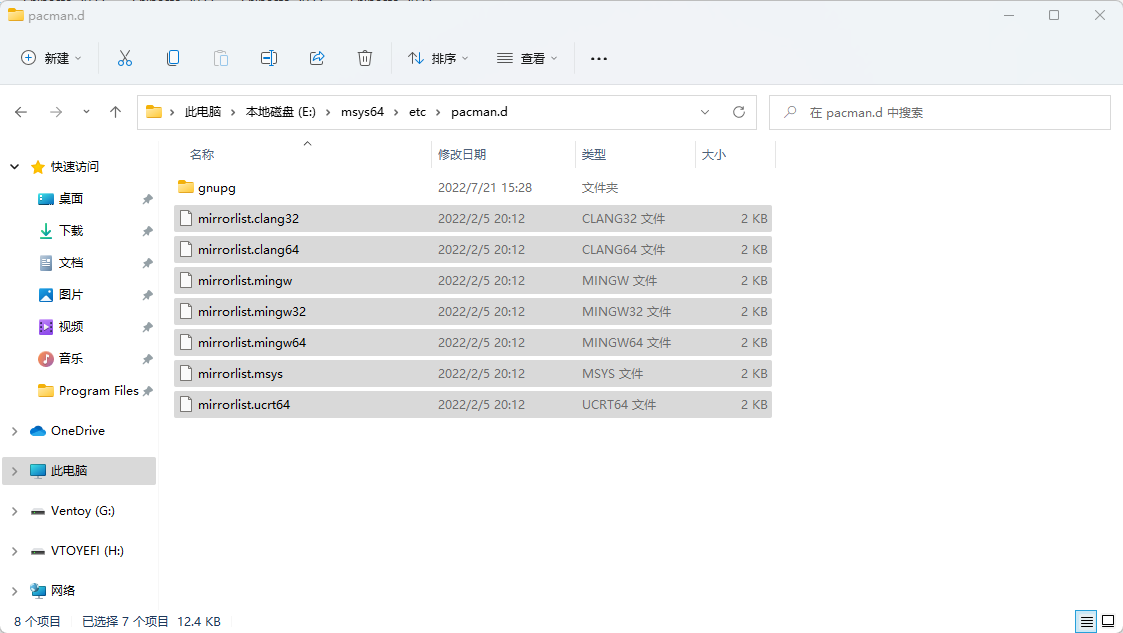 pacman.d
新建
排序
查看
此电脑 本地磁盘 (E:) msys64 etc pacman.d
在 pacman.d 中搜索
快速访问
桌面
下载
文档
图片
视频
音乐
Program Files
OneDrive
此电脑
Ventoy (G:)
VTOYEFI (H:)
网络
名称 修改日期 类型 大小
gnupg 2022/7/21 15:28 文件夹
mirrorlist.clang32 2022/2/5 20:12 CLANG32 文件 2 KB
mirrorlist.clang64 2022/2/5 20:12 CLANG64 文件 2 KB
mirrorlist.mingw 2022/2/5 20:12 MINGW 文件 2 KB
mirrorlist.mingw32 2022/2/5 20:12 MINGW32 文件 2 KB
mirrorlist.mingw64 2022/2/5 20:12 MINGW64 文件 2 KB
mirrorlist.msys 2022/2/5 20:12 MSYS 文件 2 KB
mirrorlist.ucrt64 2022/2/5 20:12 UCRT64 文件 2 KB
8 个项目 已选择 7 个项目 12.4 KB